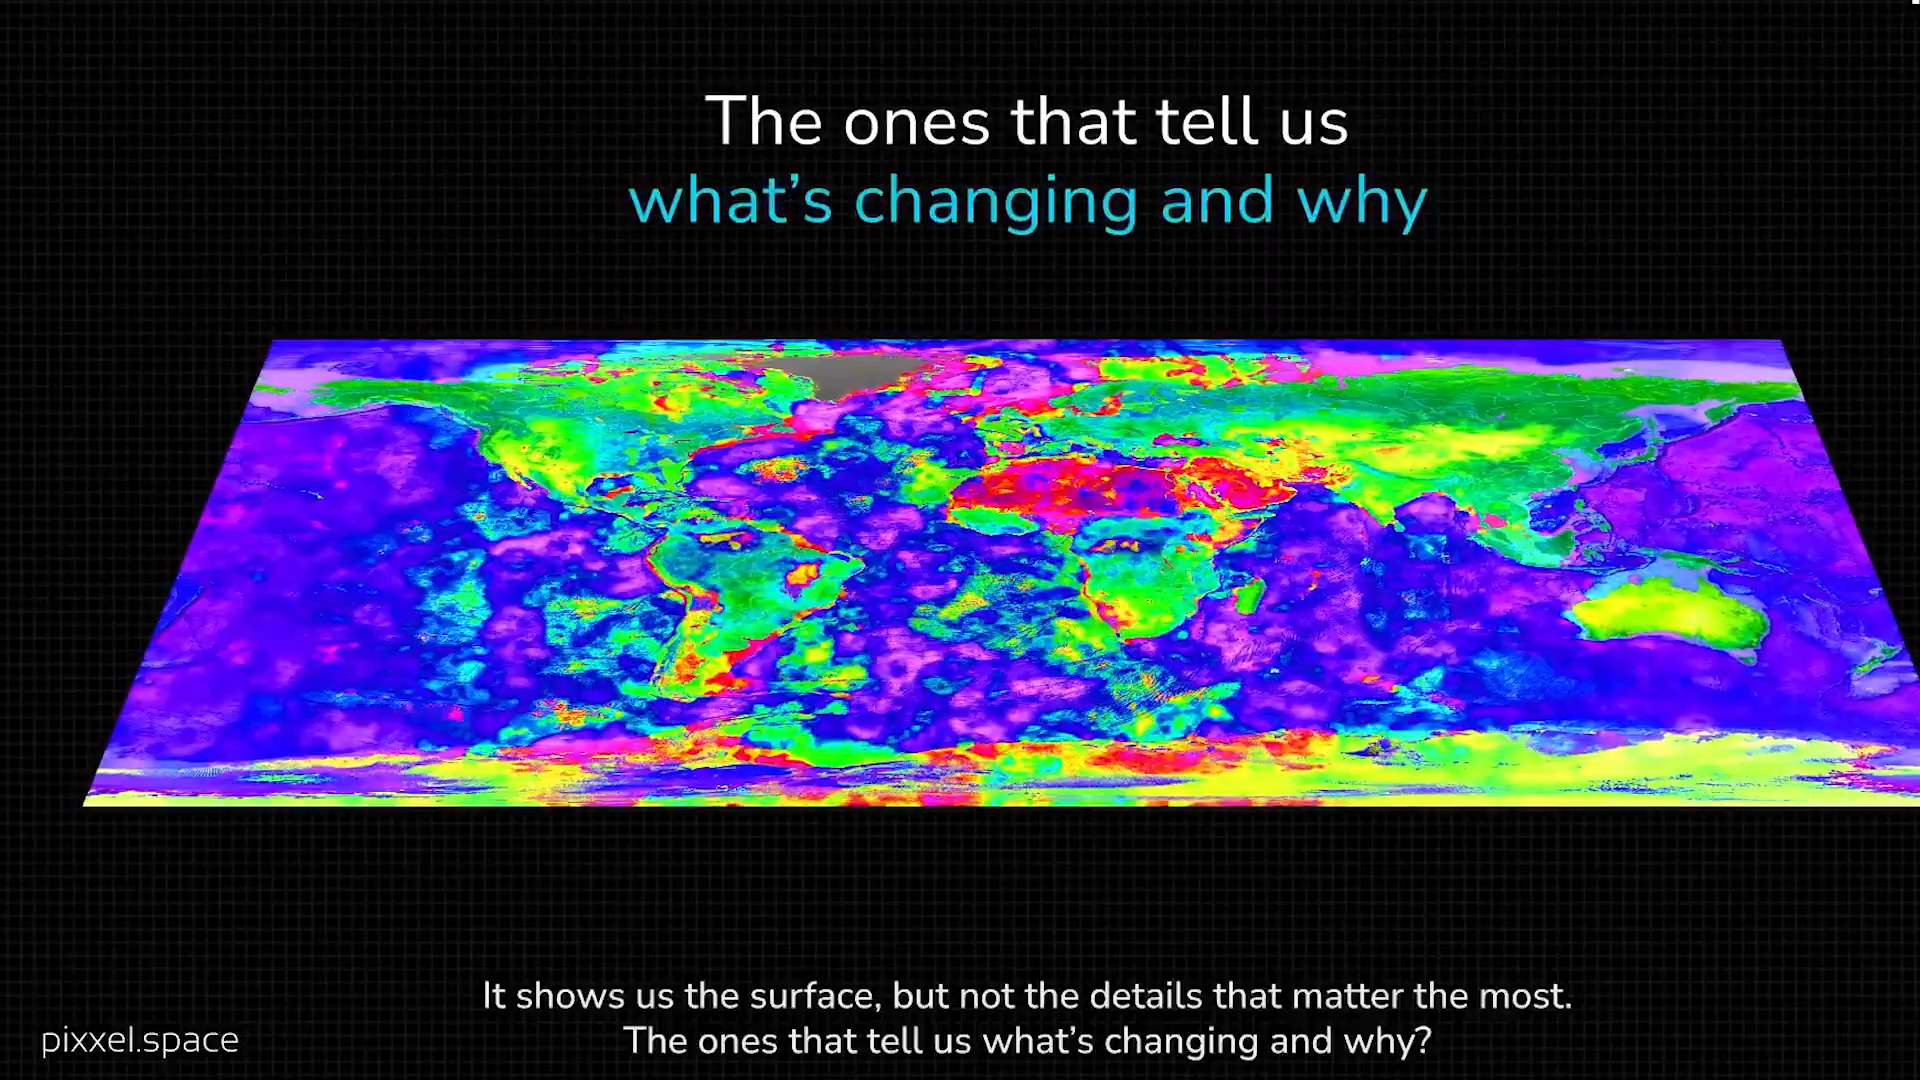 The ones that tell us
what’s changing and why
It shows us the surface, but not the details that matter the most.
The ones that tell us what’s changing and why?
pixxel.space